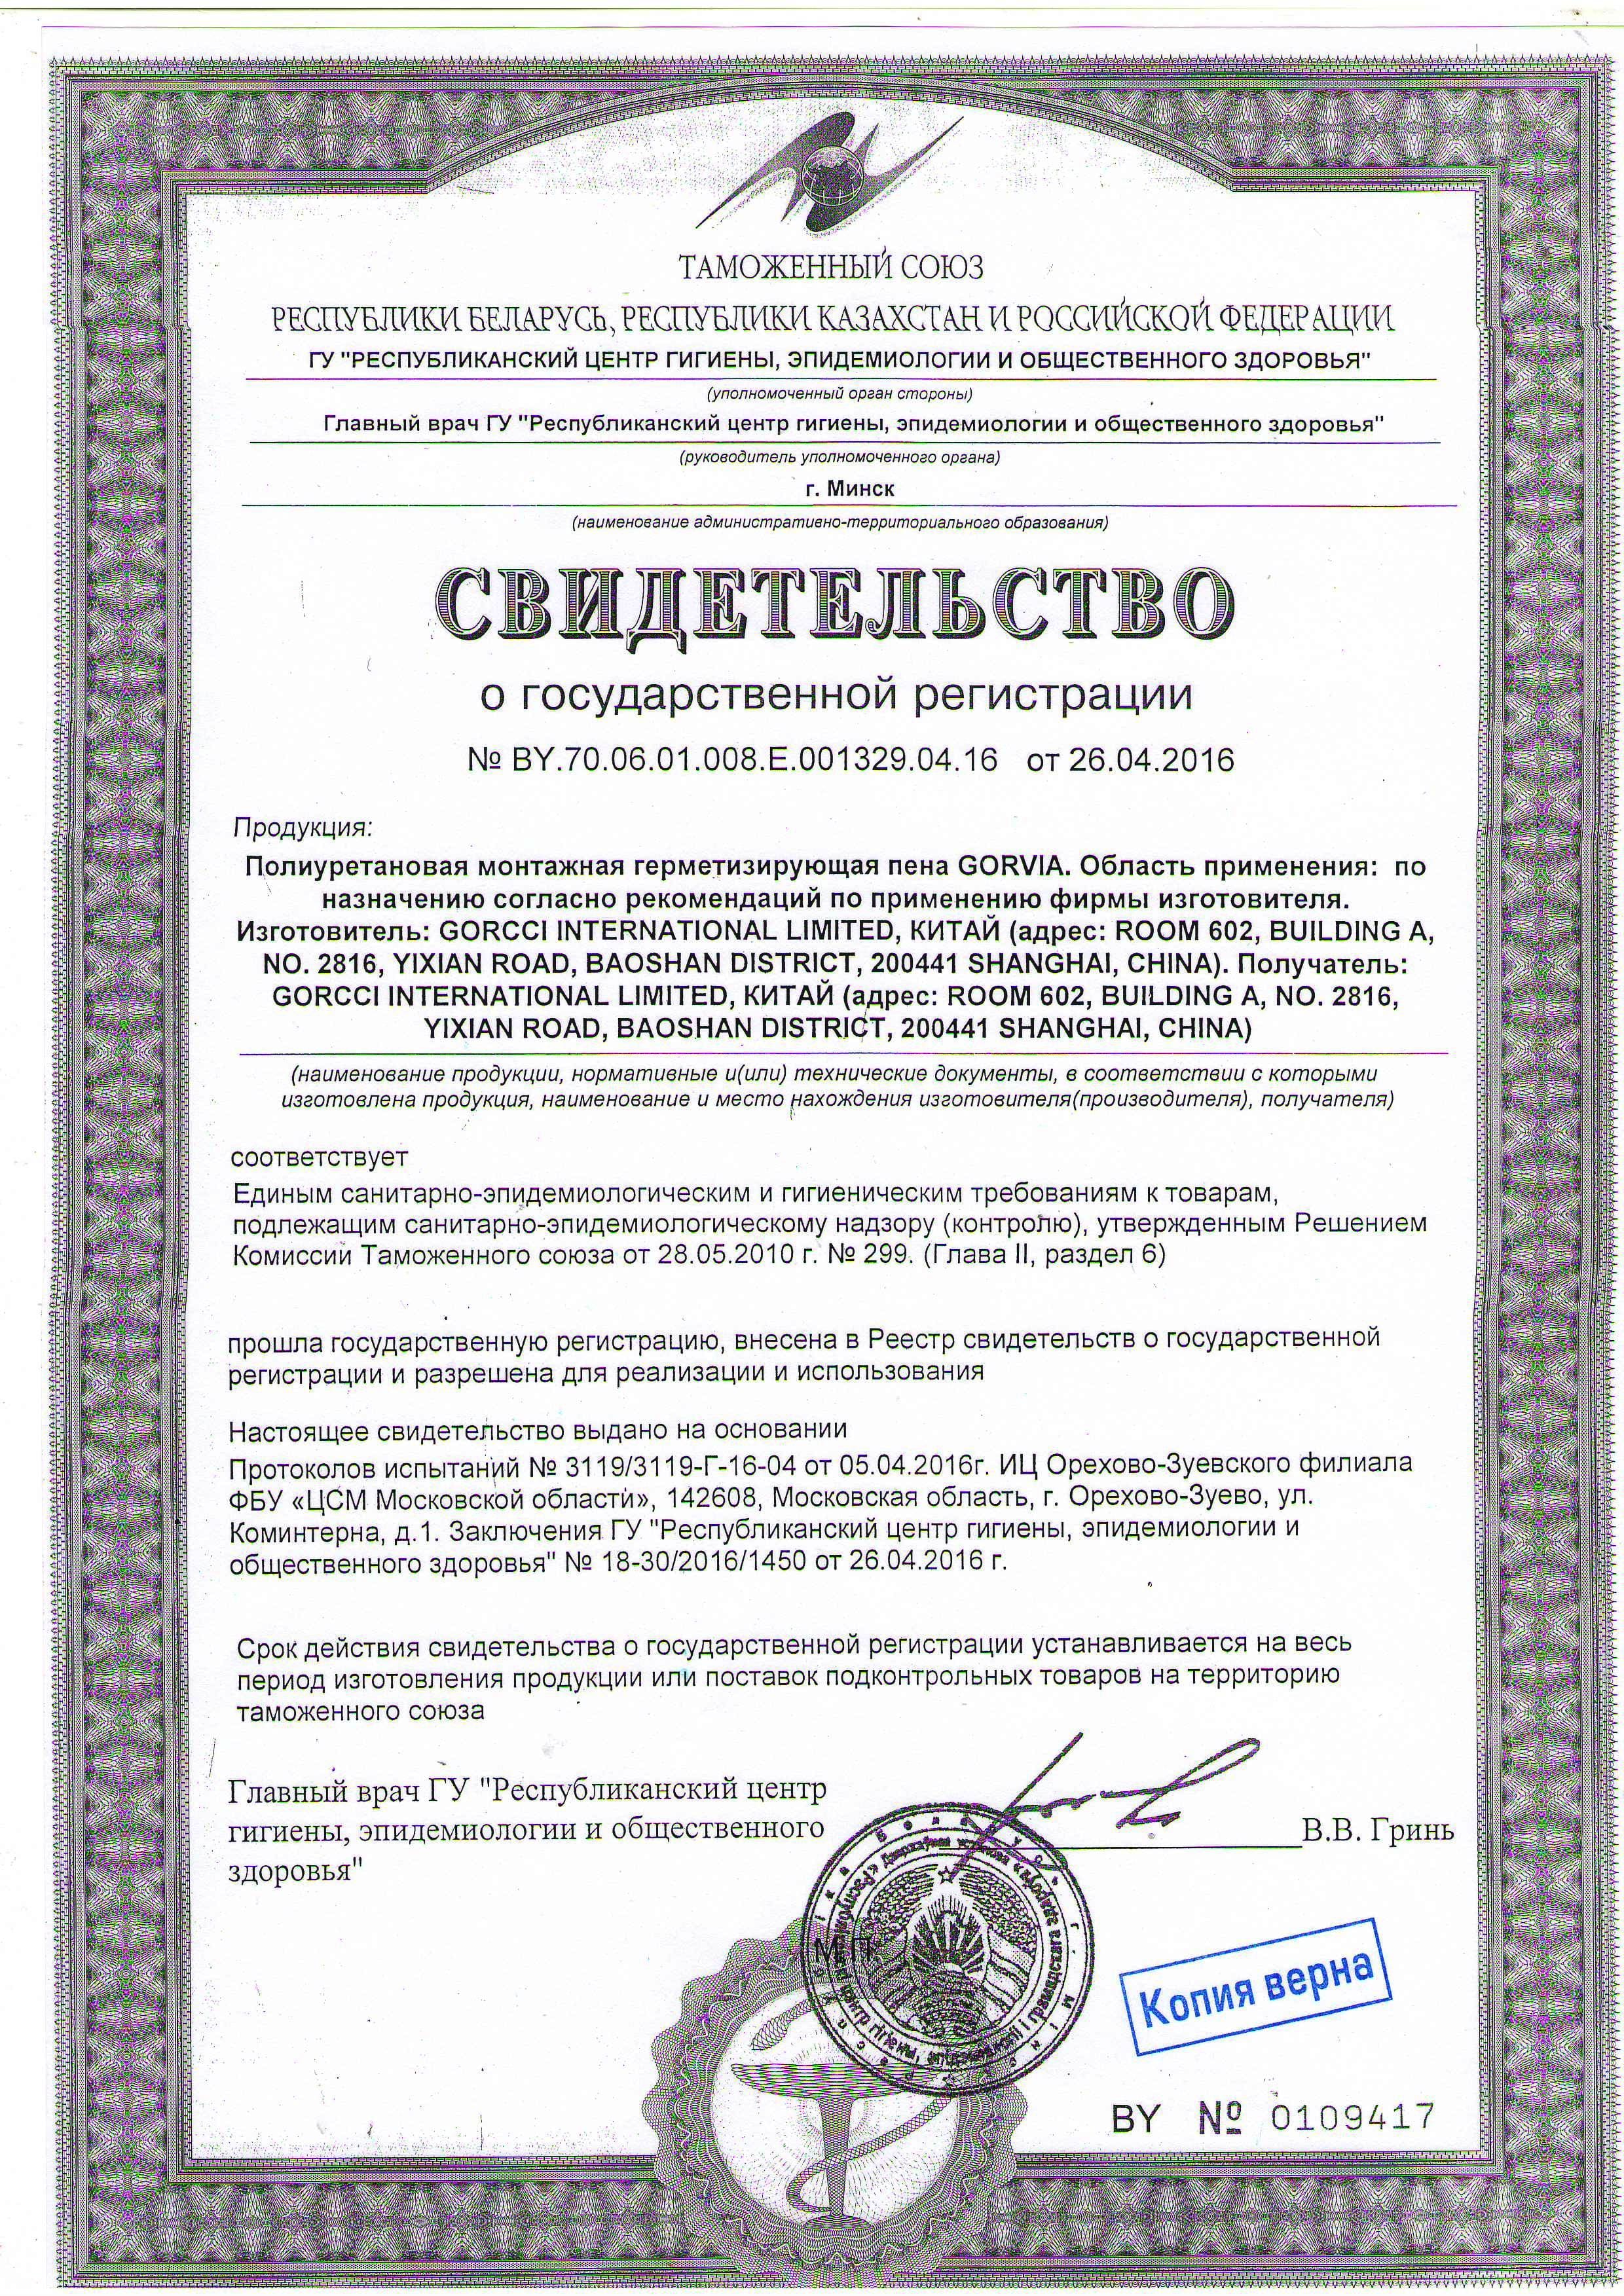 ТАМОЖЕННЫЙ СОЮЗ
РЕСПУБЛИКИ БЕЛАРУСЬ, РЕСПУБЛИКИ КАЗАХСТАН И РОССИЙСКОЙ ФЕДЕРАЦИИ
ГУ "РЕСПУБЛИКАНСКИЙ ЦЕНТР ГИГИЕНЫ, ЭПИДЕМИОЛОГИИ И ОБЩЕСТВЕННОГО ЗДОРОВЬЯ"
(уполномоченный орган стороны)
Главный врач ГУ "Республиканский центр гигиены, эпидемиологии и общественного здоровья"
(руководитель уполномоченного органа)
г. Минск
(наименование административно-территориального образования)
СВИДЕТЕЛЬСТВО
о государственной регистрации
№ BY.70.06.01.008.Е.001329.04.16 от 26.04.2016
Продукция:
Полиуретановая монтажная герметизирующая пена GORVIA. Область применения: по
назначению согласно рекомендаций по применению фирмы изготовителя.
Изготовитель: GORCCI INTERNATIONAL LIMITED, КИТАЙ (адрес: ROOM 602, BUILDING A,
NO. 2816, YIXIAN ROAD, BAOSHAN DISTRICT, 200441 SHANGHAI, CHINA). Получатель:
GORCCI INTERNATIONAL LIMITED, КИТАЙ (адрес: ROOM 602, BUILDING A, NO. 2816,
YIXIAN ROAD, BAOSHAN DISTRICT, 200441 SHANGHAI, CHINA)
(наименование продукции, нормативные и(или) технические документы, в соответствии с которыми
изготовлена продукция, наименование и место нахождения изготовителя(производителя), получателя)
соответствует
Единым санитарно-эпидемиологическим и гигиеническим требованиям к товарам,
подлежащим санитарно-эпидемиологическому надзору (контролю), утвержденным Решением
Комиссии Таможенного союза от 28.05.2010 г. № 299. (Глава II, раздел 6)
прошла государственную регистрацию, внесена в Реестр свидетельств о государственной
регистрации и разрешена для реализации и использования
Настоящее свидетельство выдано на основании
Протоколов испытаний № 3119/3119-Г-16-04 от 05.04.2016г. ИЦ Орехово-Зуевского филиала
ФБУ «ЦСМ Московской области», 142608, Московская область, г. Орехово-Зуево, ул.
Коминтерна, д.1. Заключения ГУ "Республиканский центр гигиены, эпидемиологии и
общественного здоровья" № 18-30/2016/1450 от 26.04.2016 г.
Срок действия свидетельства о государственной регистрации устанавливается на весь
период изготовления продукции или поставок подконтрольных товаров на территорию
таможенного союза
Главный врач ГУ "Республиканский центр
гигиены, эпидемиологии и общественного
здоровья"
В.В. Гринь
М.П.
Копия верна
BY № 0109417